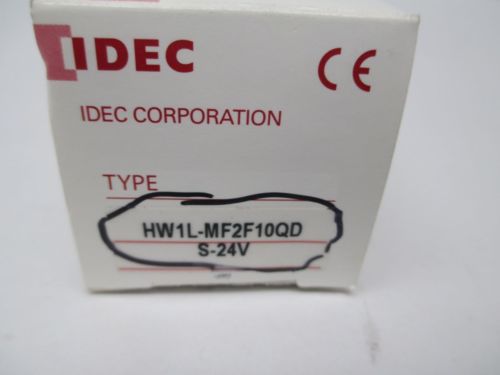 IDEC
CE
IDEC CORPORATION
TYPE
HW1L-MF2F10QD
S-24V